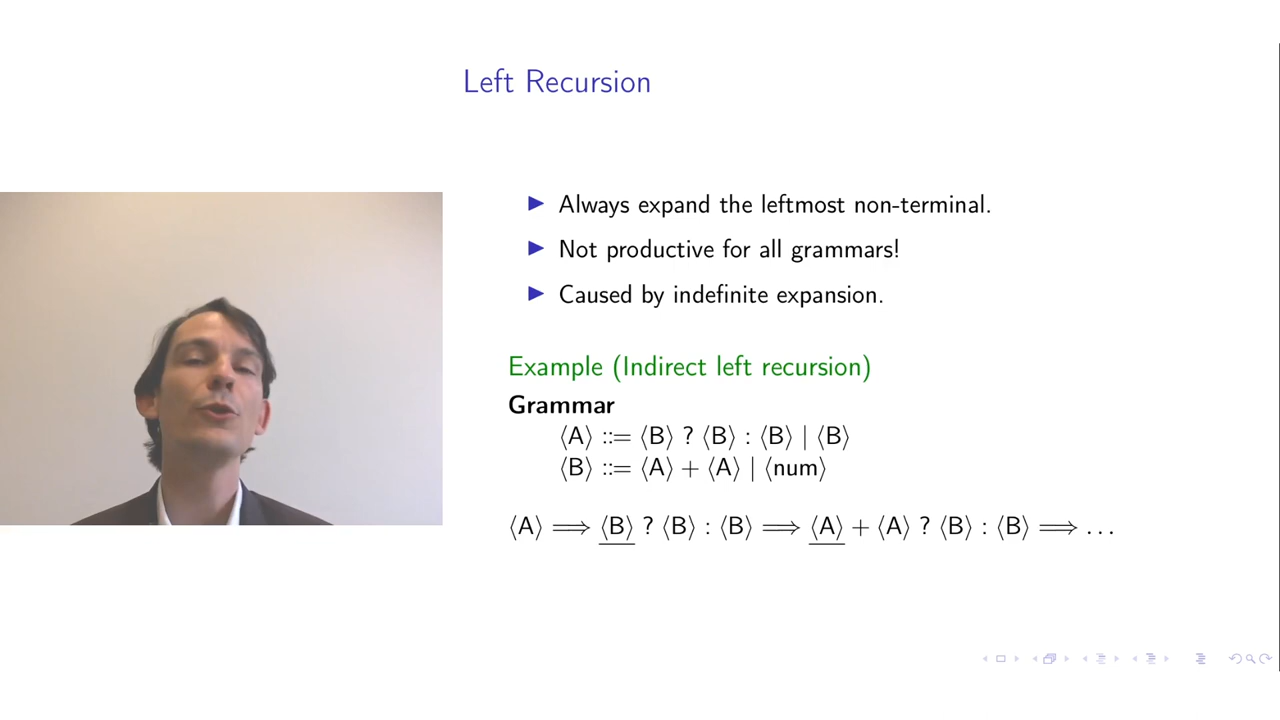 Left Recursion
▶ Always expand the leftmost non-terminal.
▶ Not productive for all grammars!
▶ Caused by indefinite expansion.
Example (Indirect left recursion)
Grammar
⟨A⟩ ::= ⟨B⟩ ? ⟨B⟩ : ⟨B⟩ | ⟨B⟩
⟨B⟩ ::= ⟨A⟩ + ⟨A⟩ | ⟨num⟩
⟨A⟩ ⟹ ⟨B⟩ ? ⟨B⟩ : ⟨B⟩ ⟹ ⟨A⟩ + ⟨A⟩ ? ⟨B⟩ : ⟨B⟩ ⟹ ...